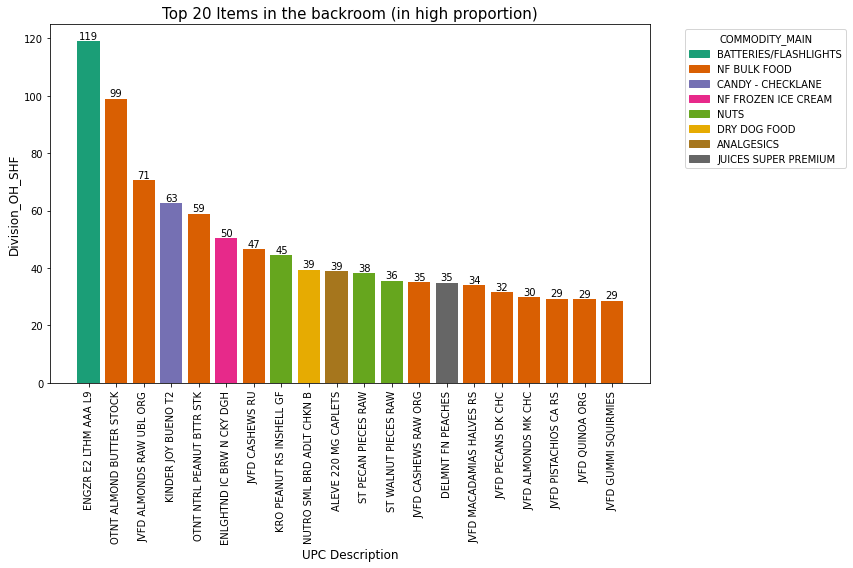 Top 20 Items in the backroom (in high proportion)
COMMODITY_MAIN
BATTERIES/FLASHLIGHTS
NF BULK FOOD
CANDY - CHECKLANE
NF FROZEN ICE CREAM
NUTS
DRY DOG FOOD
ANALGESICS
JUICES SUPER PREMIUM
Division_OH_SHF
120
100
80
60
40
20
0
119
99
71
63
59
50
47
45
39
39
38
36
35
35
34
32
30
29
29
29
ENGZR E2 LTHM AAA L9
OTNT ALMOND BUTTER STOCK
JVFD ALMONDS RAW UBL ORG
KINDER JOY BUENO T2
OTNT NTRL PEANUT BTTR STK
ENLGHTND IC BRW N CKY DGH
JVFD CASHEWS RU
KRO PEANUT RS INSHELL GF
NUTRO SML BRD ADLT CHKN B
ALEVE 220 MG CAPLETS
ST PECAN PIECES RAW
ST WALNUT PIECES RAW
JVFD CASHEWS RAW ORG
DELMNT FN PEACHES
JVFD MACADAMIAS HALVES RS
JVFD PECANS DK CHC
JVFD ALMONDS MK CHC
JVFD PISTACHIOS CA RS
JVFD QUINOA ORG
JVFD GUMMI SQUIRMIES
UPC Description